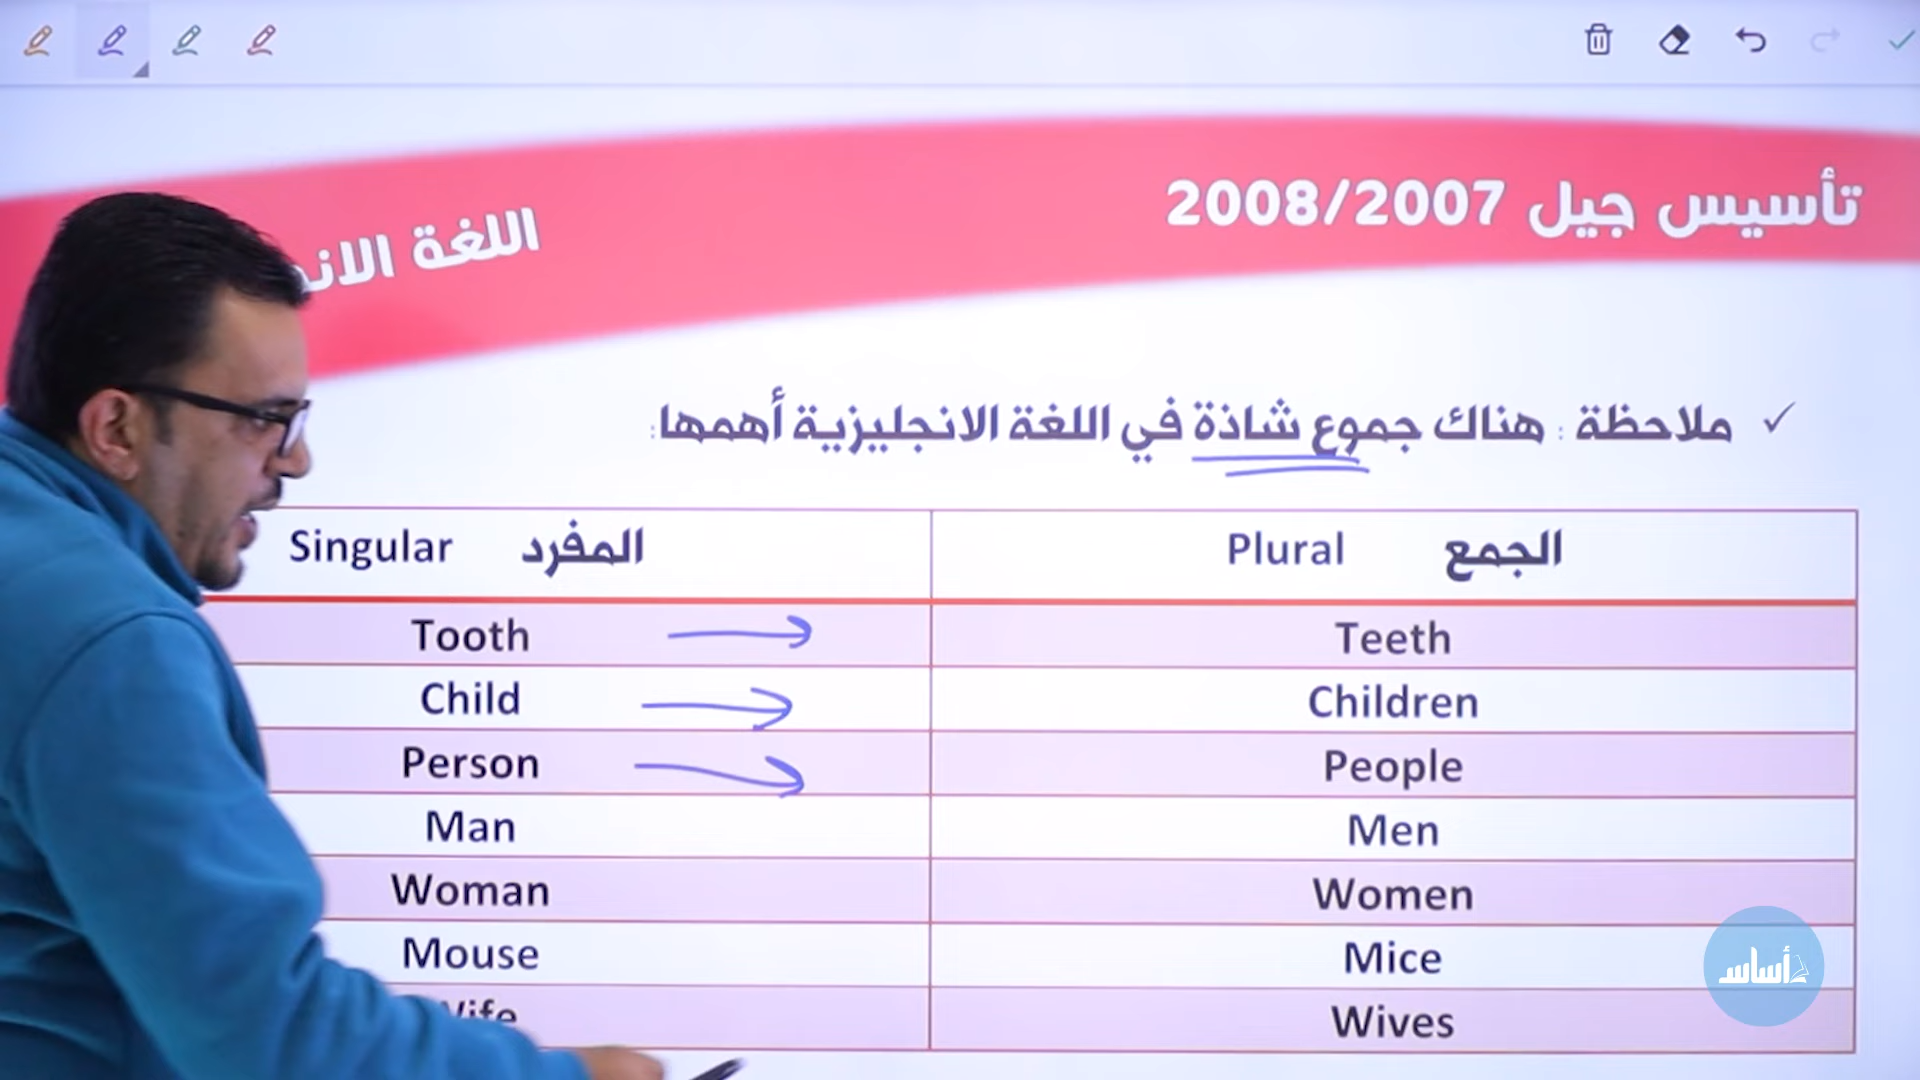 تأسيس جيل 2008/2007
اللغة
✓ ملاحظة : هناك جموع شاذة في اللغة الانجليزية أهمها:
Singular المفرد Plural الجمع
Tooth Teeth
Child Children
Person People
Man Men
Woman Women
Mouse Mice
Wives
أساس